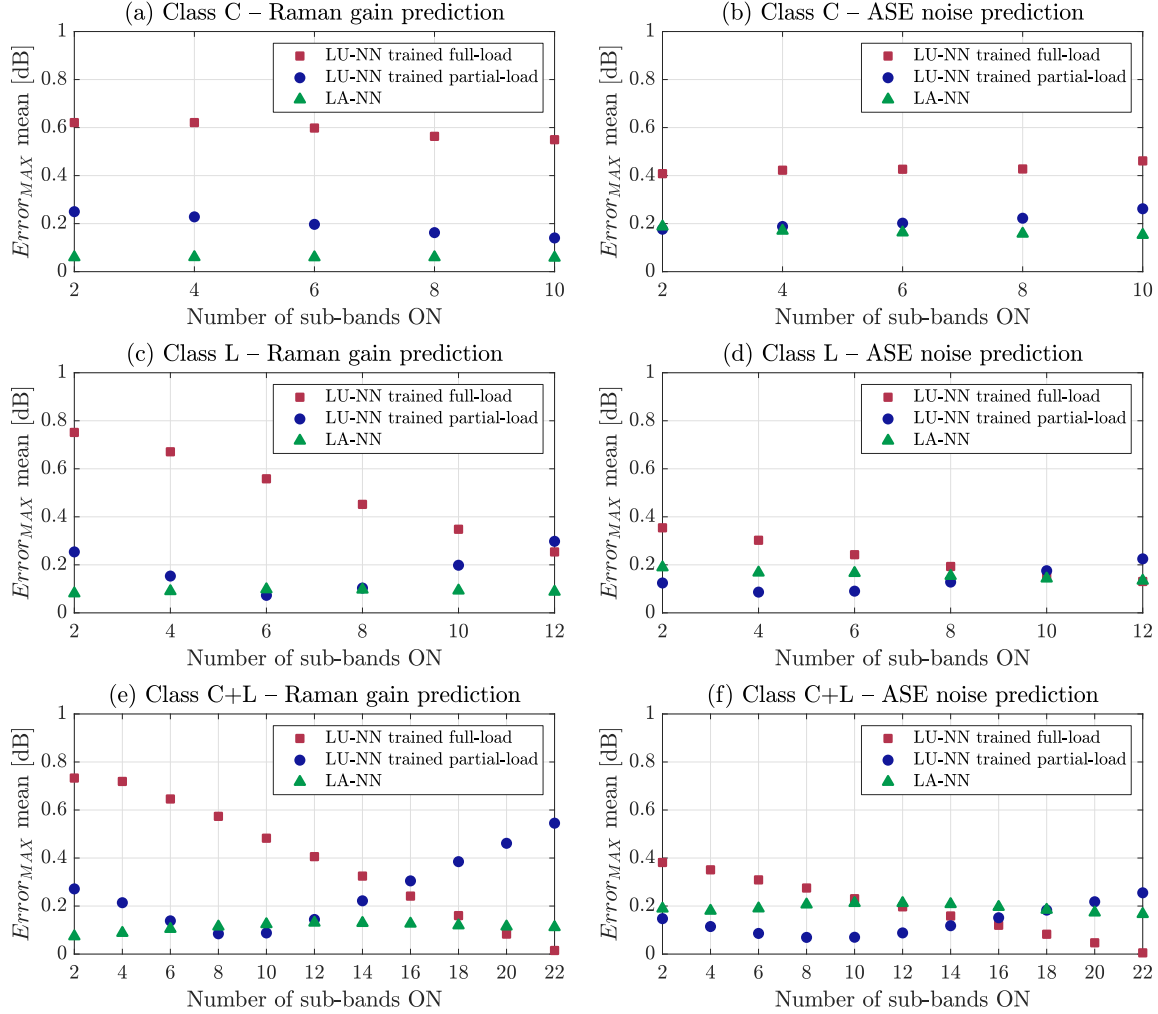 (a) Class C – Raman gain prediction
1
0.8
0.6
0.4
0.2
0
Error_MAX mean [dB]
LU-NN trained full-load
LU-NN trained partial-load
LA-NN
2 4 6 8 10
Number of sub-bands ON
(b) Class C – ASE noise prediction
1
0.8
0.6
0.4
0.2
0
Error_MAX mean [dB]
LU-NN trained full-load
LU-NN trained partial-load
LA-NN
2 4 6 8 10
Number of sub-bands ON
(c) Class L – Raman gain prediction
1
0.8
0.6
0.4
0.2
0
Error_MAX mean [dB]
LU-NN trained full-load
LU-NN trained partial-load
LA-NN
2 4 6 8 10 12
Number of sub-bands ON
(d) Class L – ASE noise prediction
1
0.8
0.6
0.4
0.2
0
Error_MAX mean [dB]
LU-NN trained full-load
LU-NN trained partial-load
LA-NN
2 4 6 8 10 12
Number of sub-bands ON
(e) Class C+L – Raman gain prediction
1
0.8
0.6
0.4
0.2
0
Error_MAX mean [dB]
LU-NN trained full-load
LU-NN trained partial-load
LA-NN
2 4 6 8 10 12 14 16 18 20 22
Number of sub-bands ON
(f) Class C+L – ASE noise prediction
1
0.8
0.6
0.4
0.2
0
Error_MAX mean [dB]
LU-NN trained full-load
LU-NN trained partial-load
LA-NN
2 4 6 8 10 12 14 16 18 20 22
Number of sub-bands ON